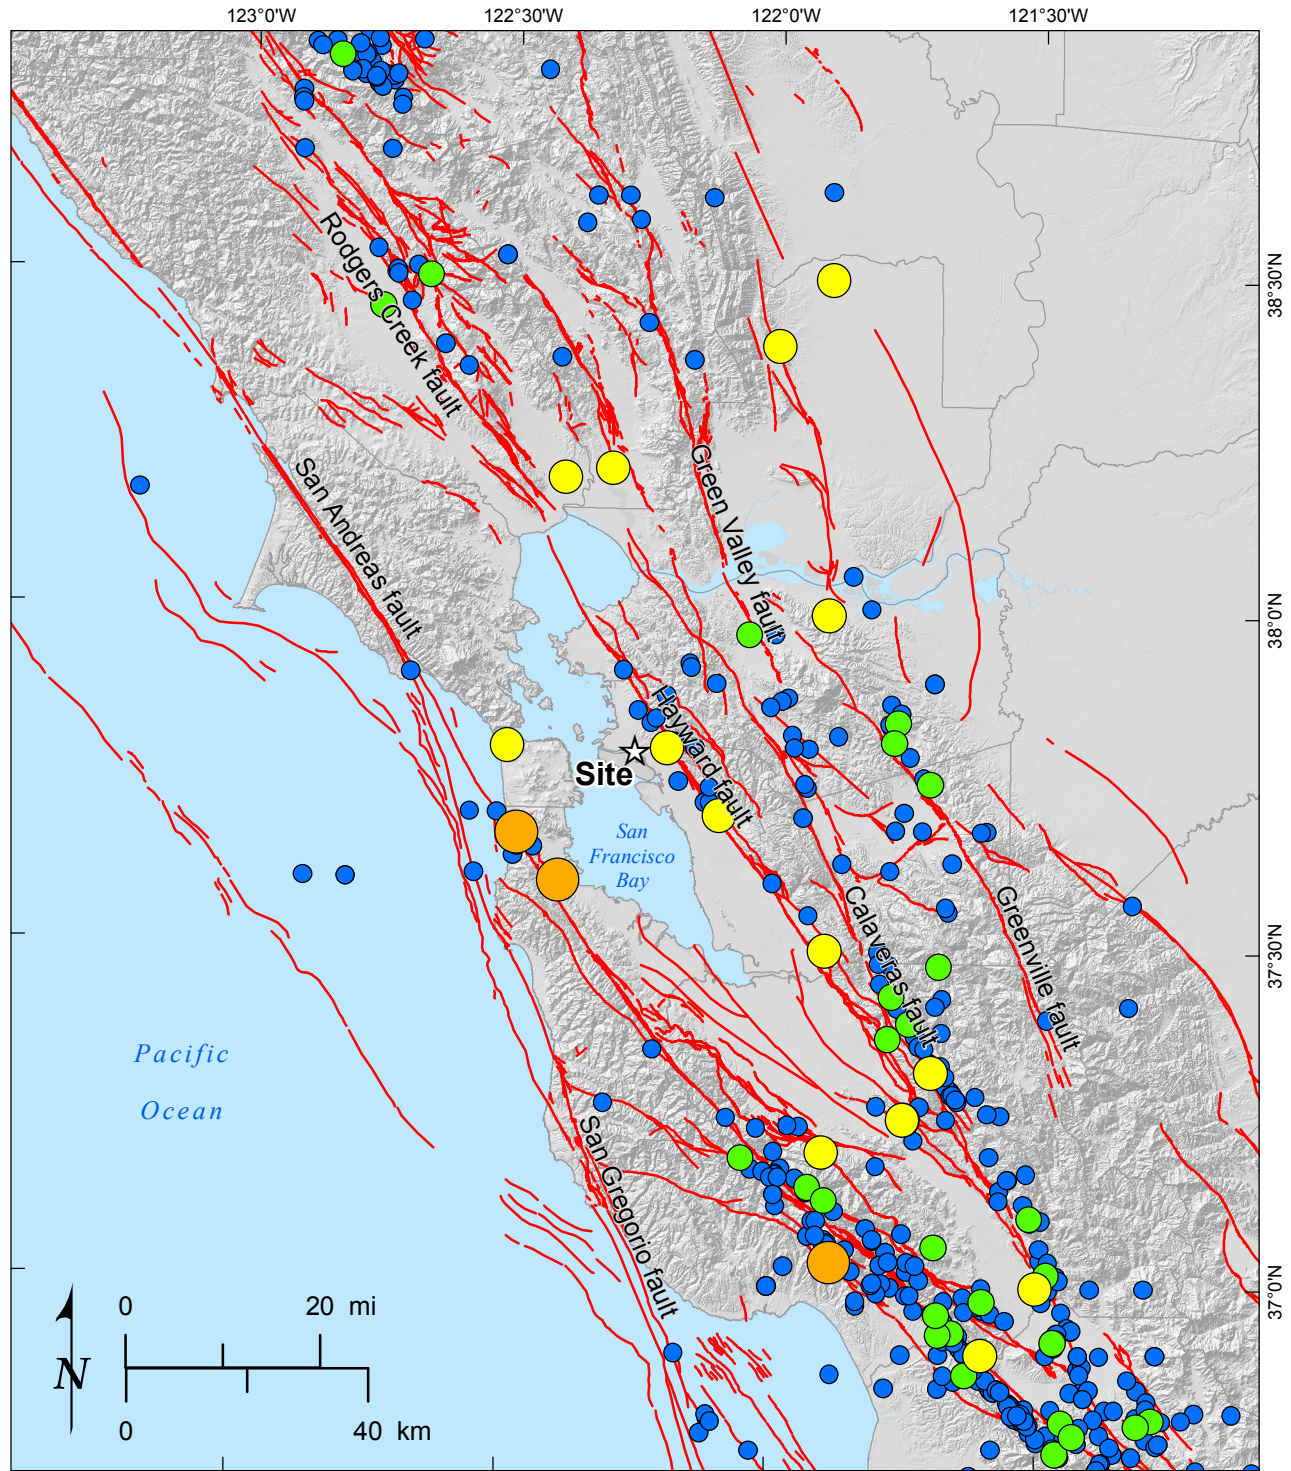 123°0'W
122°30'W
122°0'W
121°30'W
38°30'N
38°0'N
37°30'N
37°0'N
Rodgers Creek fault
San Andreas fault
Green Valley fault
Hayward fault
Site
San
Francisco
Bay
Calaveras fault
Greenville fault
Pacific
Ocean
San Gregorio fault
0 20 mi
N
0 40 km